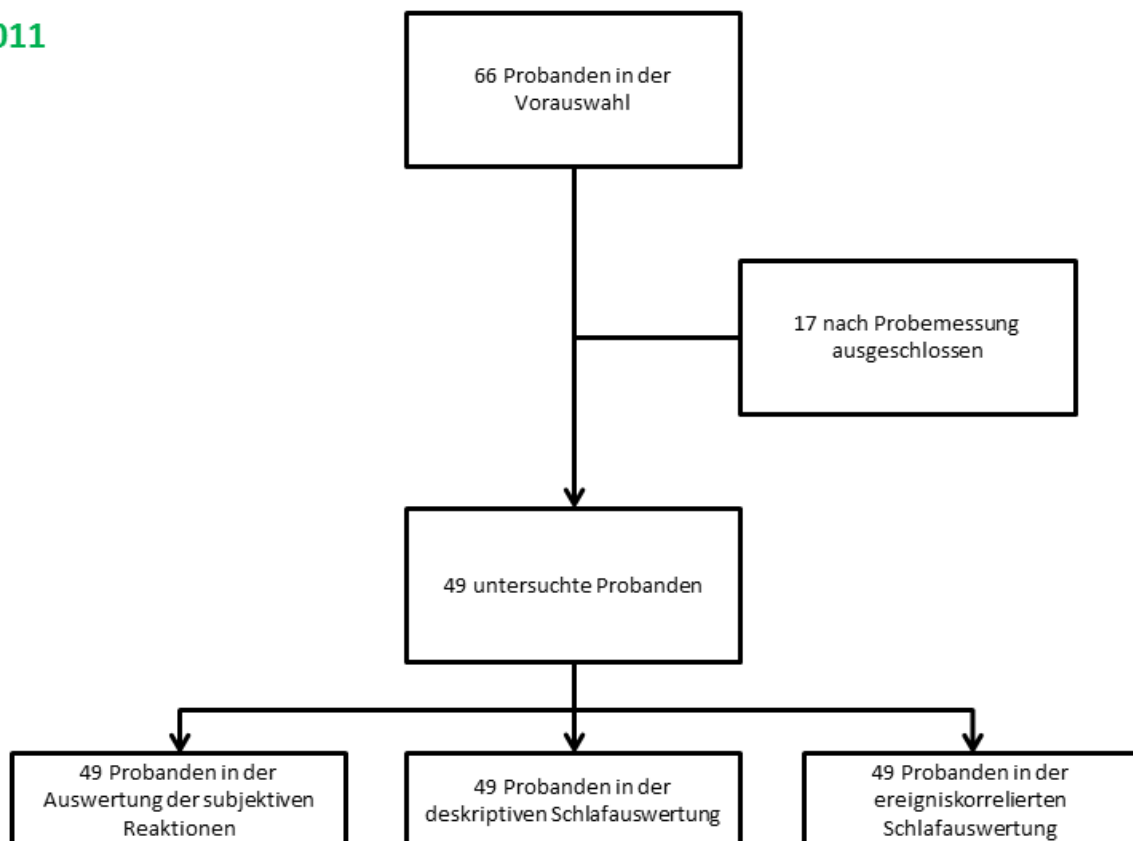 011
66 Probanden in der
Vorauswahl
17 nach Probemessung
ausgeschlossen
49 untersuchte Probanden
49 Probanden in der
Auswertung der subjektiven
Reaktionen
49 Probanden in der
deskriptiven Schlafauswertung
49 Probanden in der
ereigniskorrelierten
Schlafauswertung